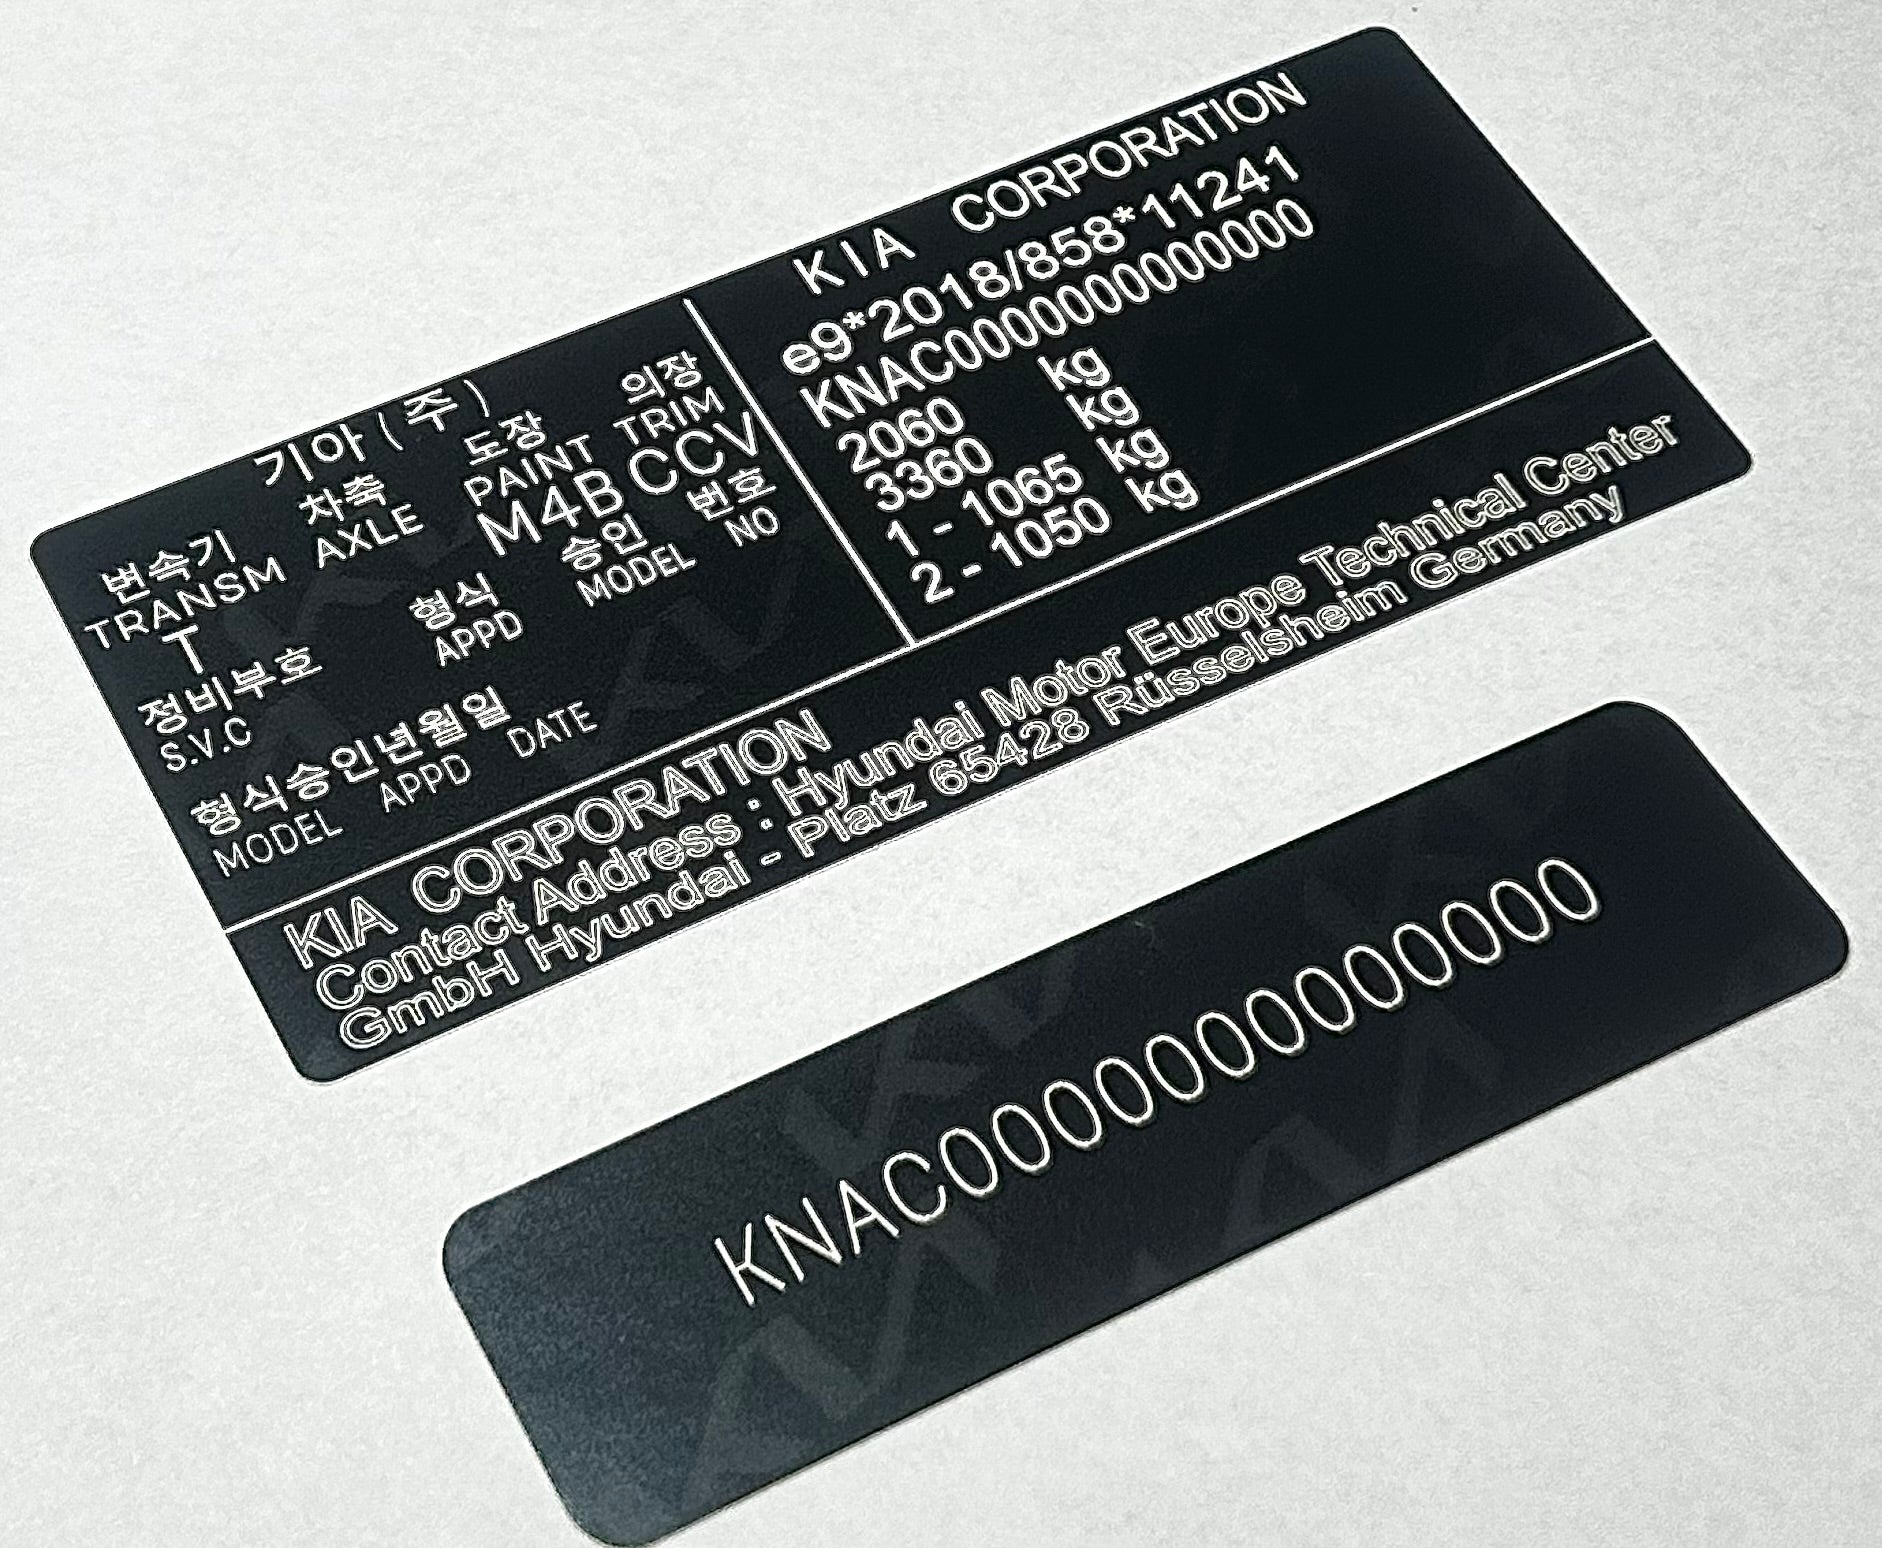 기아 (주)
변속기 차축 도장 의장
TRANSM AXLE PAINT TRIM
T M4B CCV
정비부호 형식 승인 번호
S.V.C APPD MODEL NO
형식승인년월일
MODEL APPD DATE
KIA CORPORATION
e9*2018/858*11241
KNAC0000000000000
2060 kg
3360 kg
1 - 1065 kg
2 - 1050 kg
KIA CORPORATION
Contact Address : Hyundai Motor Europe Technical Center
GmbH Hyundai - Platz 65428 Rüsselsheim Germany
KNAC0000000000000